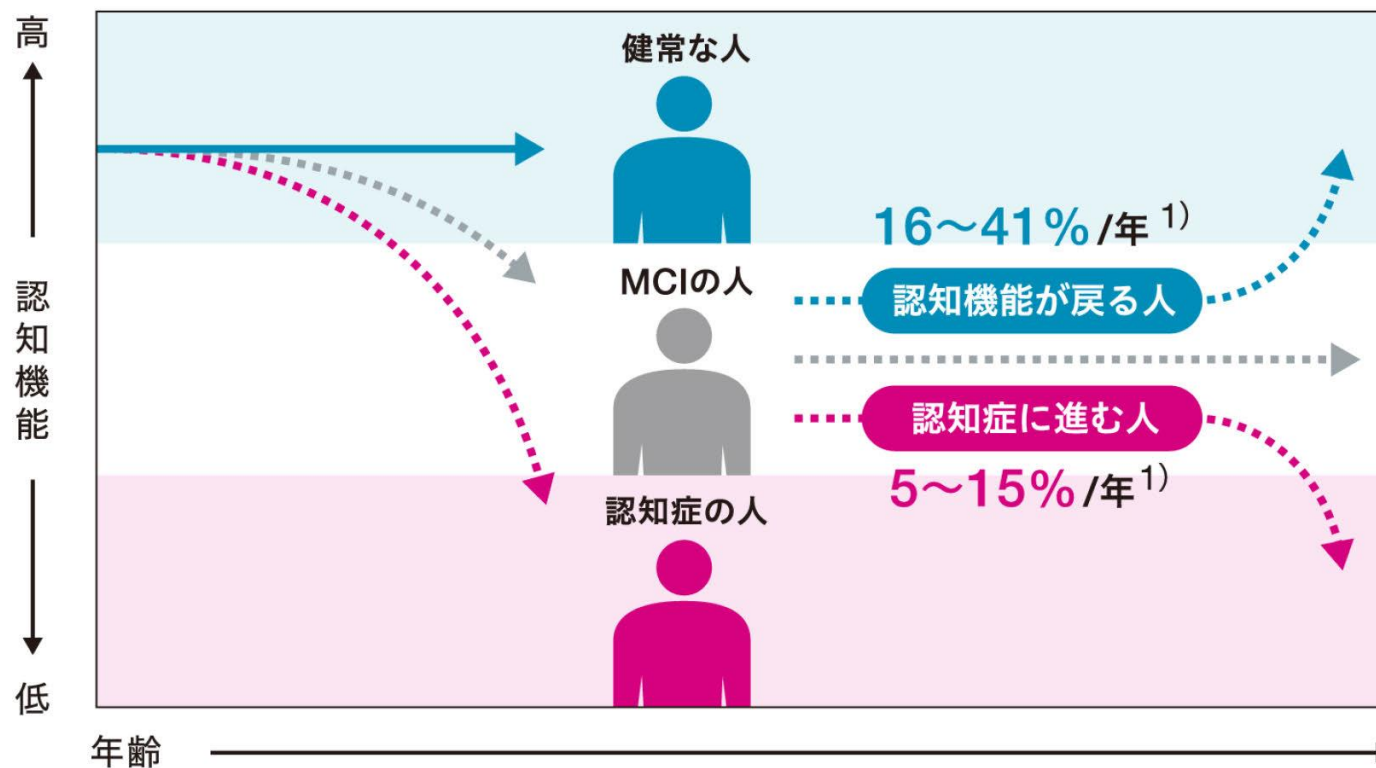 高
認知機能
低
健常な人
16～41%/年 1)
認知機能が戻る人
MCIの人
認知症に進む人
5～15%/年1)
認知症の人
年齢